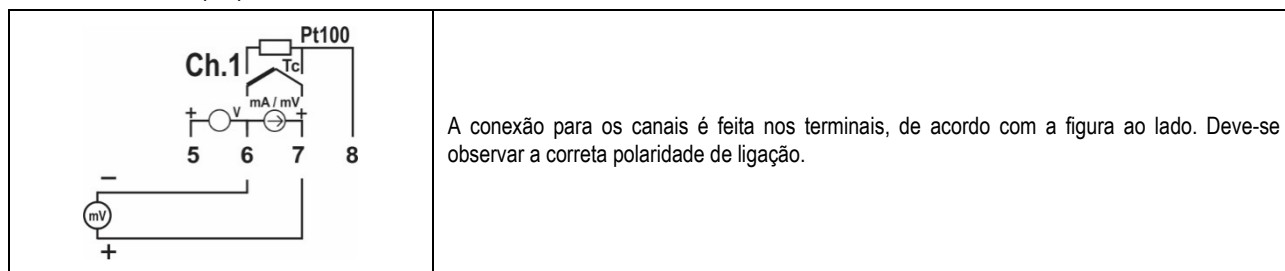 Pt100
Ch.1
Tc
mA / mV
+ V +
5 6 7 8
−
mV
+
A conexão para os canais é feita nos terminais, de acordo com a figura ao lado. Deve-se
observar a correta polaridade de ligação.